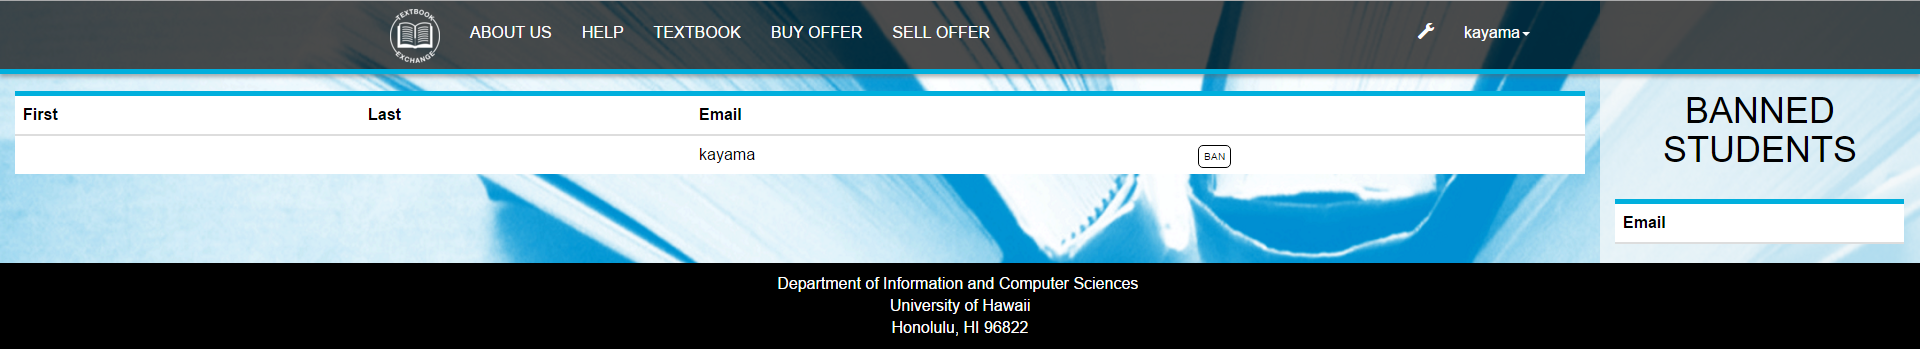 TEXTBOOK
EXCHANGE
ABOUT US
HELP
TEXTBOOK
BUY OFFER
SELL OFFER
kayama
First
Last
Email
kayama
BAN
BANNED
STUDENTS
Email
Department of Information and Computer Sciences
University of Hawaii
Honolulu, HI 96822